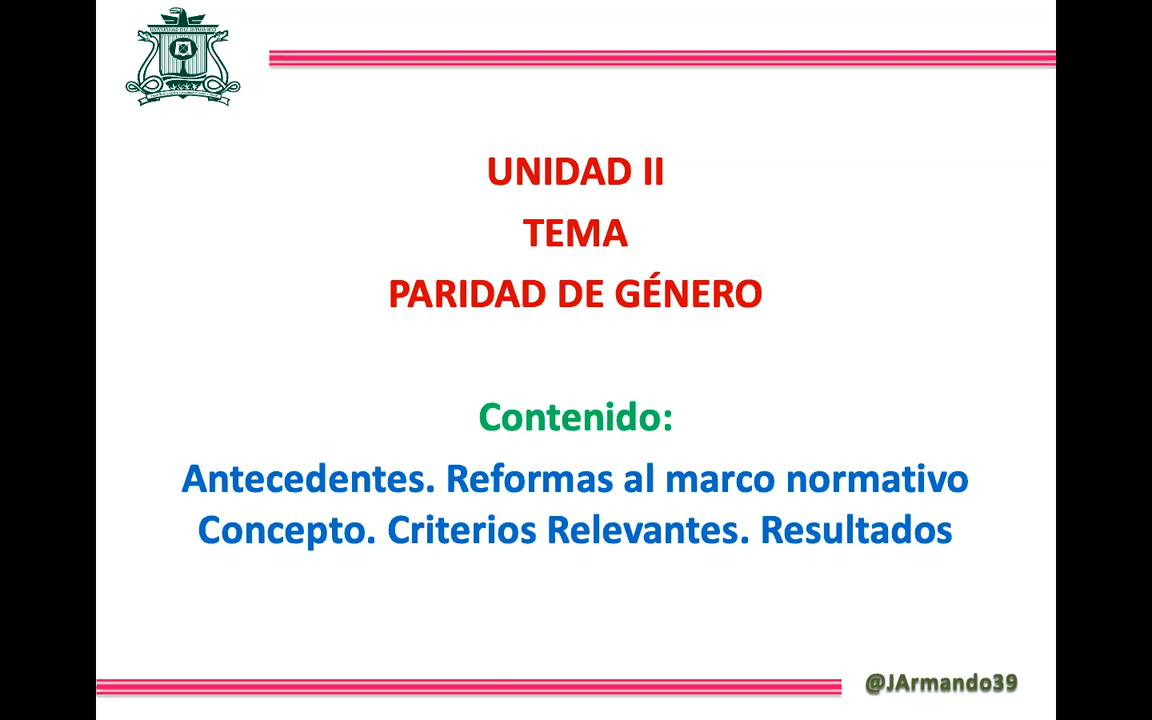 UNIDAD II
TEMA
PARIDAD DE GÉNERO
Contenido:
Antecedentes. Reformas al marco normativo
Concepto. Criterios Relevantes. Resultados
@JArmando39